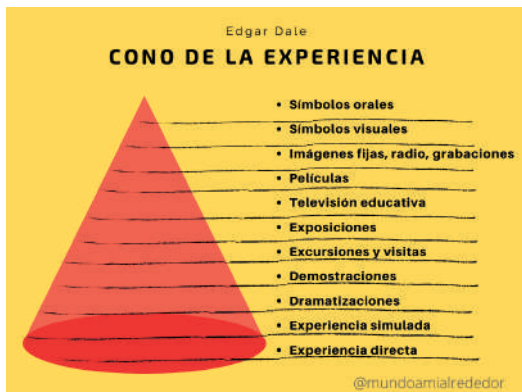 Edgar Dale
CONO DE LA EXPERIENCIA
• Símbolos orales
• Símbolos visuales
• Imágenes fijas, radio, grabaciones
• Películas
• Televisión educativa
• Exposiciones
• Excursiones y visitas
• Demostraciones
• Dramatizaciones
• Experiencia simulada
• Experiencia directa
@mundoamialrededor